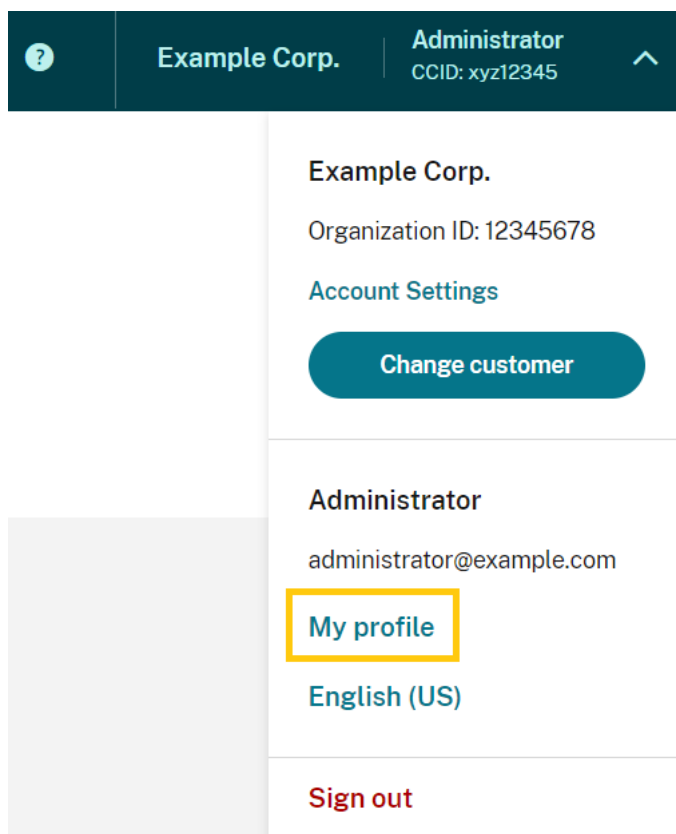 ?
Example Corp.
Administrator
CCID: xyz12345
Example Corp.
Organization ID: 12345678
Account Settings
Change customer
Administrator
administrator@example.com
My profile
English (US)
Sign out